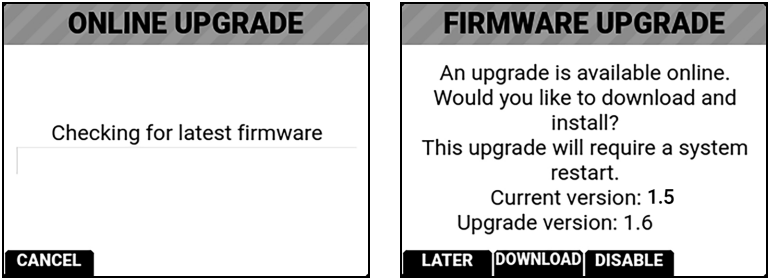 ONLINE UPGRADE
Checking for latest firmware
CANCEL
FIRMWARE UPGRADE
An upgrade is available online.
Would you like to download and
install?
This upgrade will require a system
restart.
Current version: 1.5
Upgrade version: 1.6
LATER DOWNLOAD DISABLE